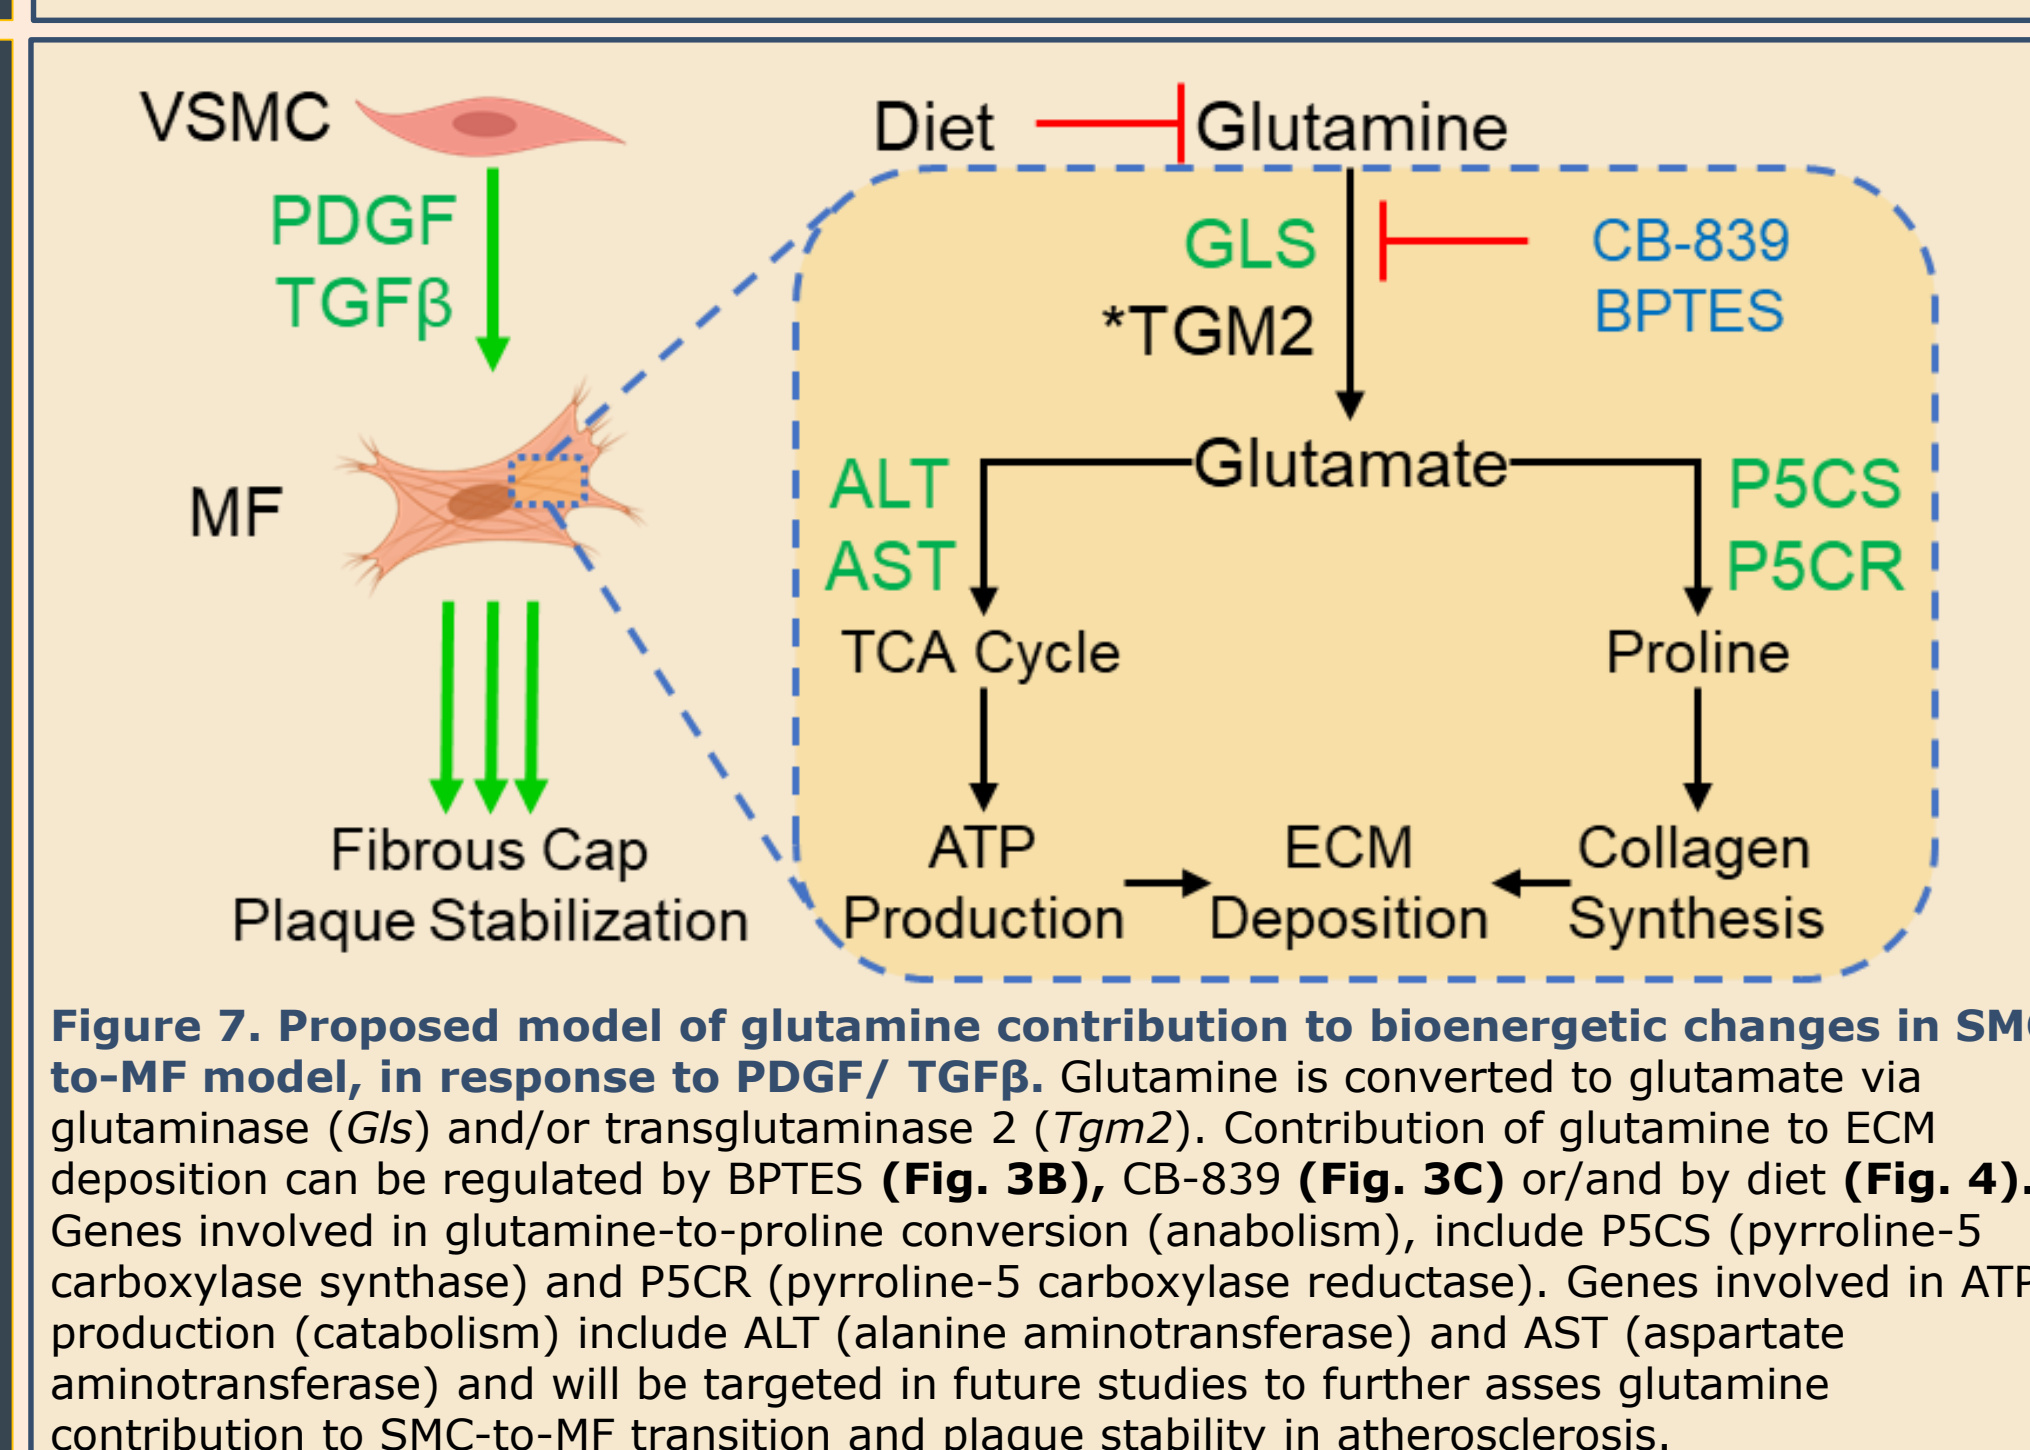 VSMC
PDGF
TGFβ
MF
Fibrous Cap
Plaque Stabilization
Diet
Glutamine
GLS
*TGM2
CB-839
BPTES
Glutamate
ALT
AST
P5CS
P5CR
TCA Cycle
Proline
ATP
Production
ECM
Deposition
Collagen
Synthesis
Figure 7. Proposed model of glutamine contribution to bioenergetic changes in SMC
to-MF model, in response to PDGF/ TGFβ. Glutamine is converted to glutamate via
glutaminase (Gls) and/or transglutaminase 2 (Tgm2). Contribution of glutamine to ECM
deposition can be regulated by BPTES (Fig. 3B), CB-839 (Fig. 3C) or/and by diet (Fig. 4).
Genes involved in glutamine-to-proline conversion (anabolism), include P5CS (pyrroline-5
carboxylase synthase) and P5CR (pyrroline-5 carboxylase reductase). Genes involved in ATP
production (catabolism) include ALT (alanine aminotransferase) and AST (aspartate
aminotransferase) and will be targeted in future studies to further asses glutamine
contribution to SMC-to-MF transition and plaque stability in atherosclerosis.